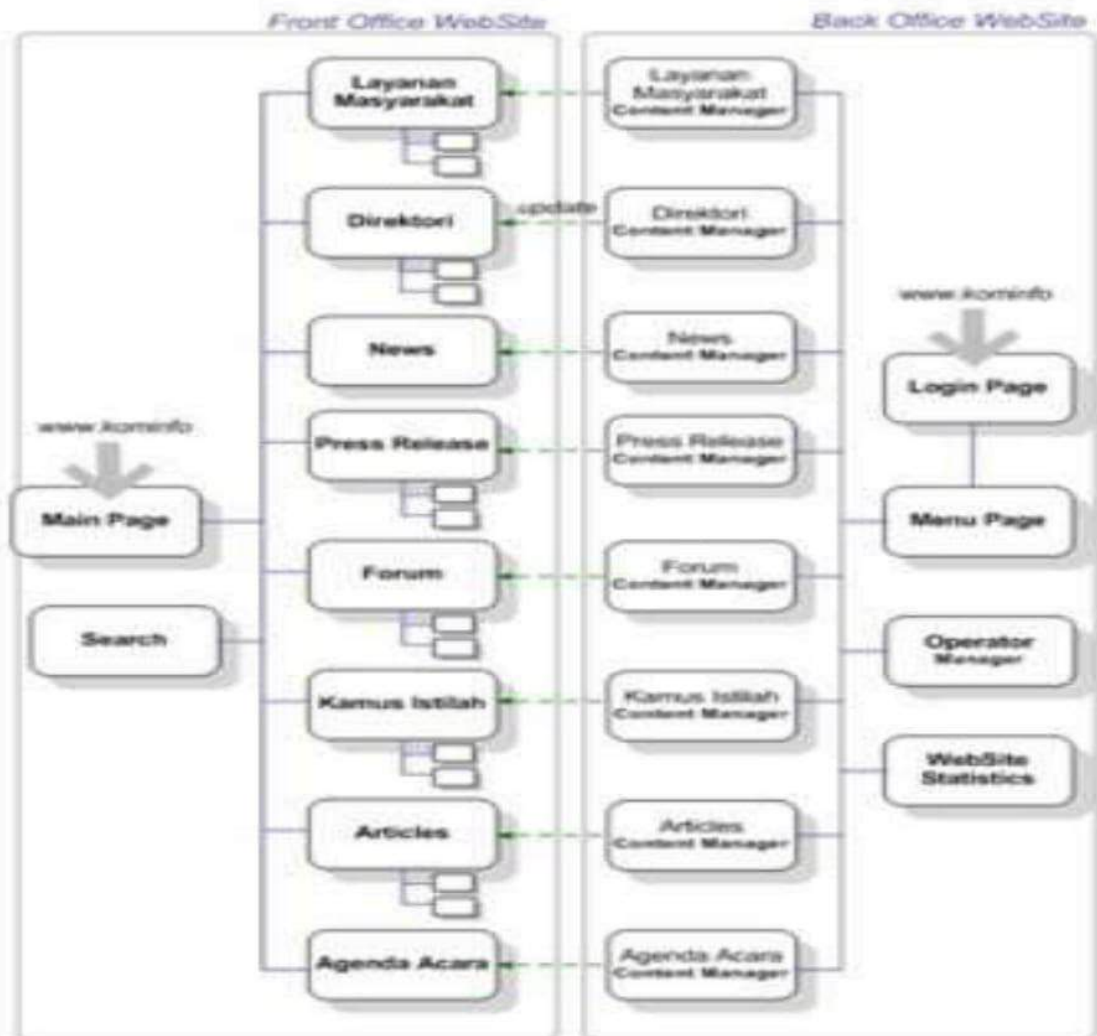 Front Office WebSite
Back Office WebSite
Layanan
Masyarakat
Direktori
News
Press Release
Forum
Kamus Istilah
Articles
Agenda Acara
www.kominfo
Main Page
Search
update
Layanan
Masyarakat
Content Manager
Direktori
Content Manager
News
Content Manager
Press Release
Content Manager
Forum
Content Manager
Kamus Istilah
Content Manager
Articles
Content Manager
Agenda Acara
Content Manager
www.kominfo
Login Page
Menu Page
Operator
Manager
WebSite
Statistics